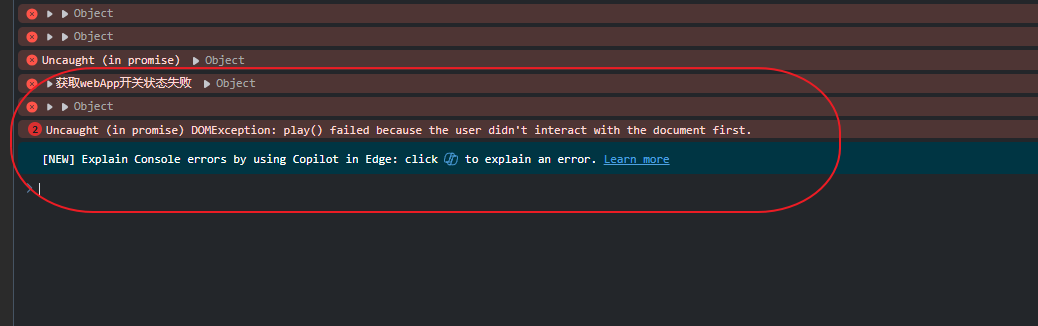 Object
Object
Uncaught (in promise) Object
获取webApp开关状态失败 Object
Object
2 Uncaught (in promise) DOMException: play() failed because the user didn't interact with the document first.
[NEW] Explain Console errors by using Copilot in Edge: click to explain an error. Learn more